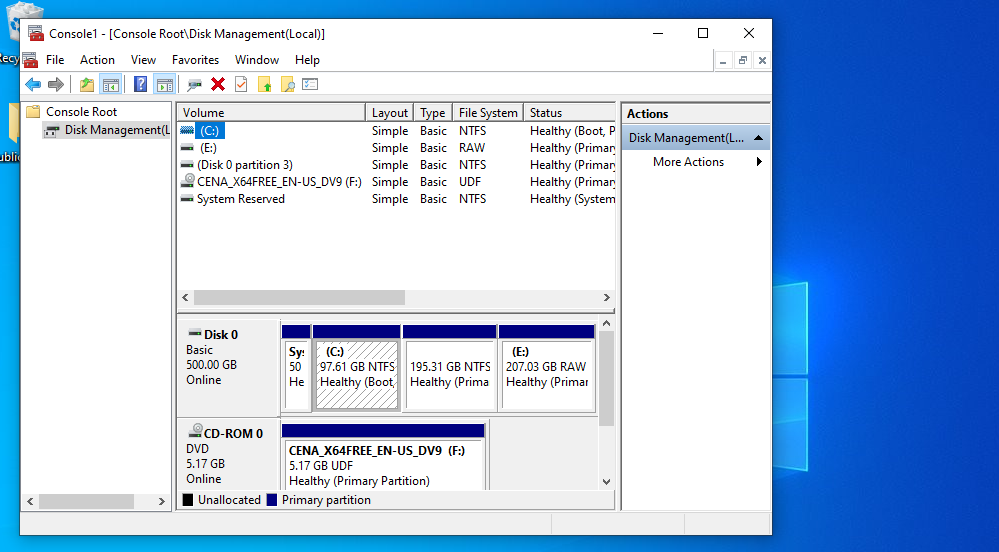 Console1 - [Console Root\Disk Management(Local)]
File Action View Favorites Window Help
Console Root
Disk Management(L
Volume Layout Type File System Status
(C:) Simple Basic NTFS Healthy (Boot, P
(E:) Simple Basic RAW Healthy (Primary
(Disk 0 partition 3) Simple Basic NTFS Healthy (Primary
CENA_X64FREE_EN-US_DV9 (F:) Simple Basic UDF Healthy (Primary
System Reserved Simple Basic NTFS Healthy (System
Actions
Disk Management(L...
More Actions
Disk 0
Basic
500.00 GB
Online
Sys
50
He
(C:)
97.61 GB NTFS
Healthy (Boot,
195.31 GB NTFS
Healthy (Prima
(E:)
207.03 GB RAW
Healthy (Primar
CD-ROM 0
DVD
5.17 GB
Online
CENA_X64FREE_EN-US_DV9 (F:)
5.17 GB UDF
Healthy (Primary Partition)
Unallocated Primary partition
Recy
ublic